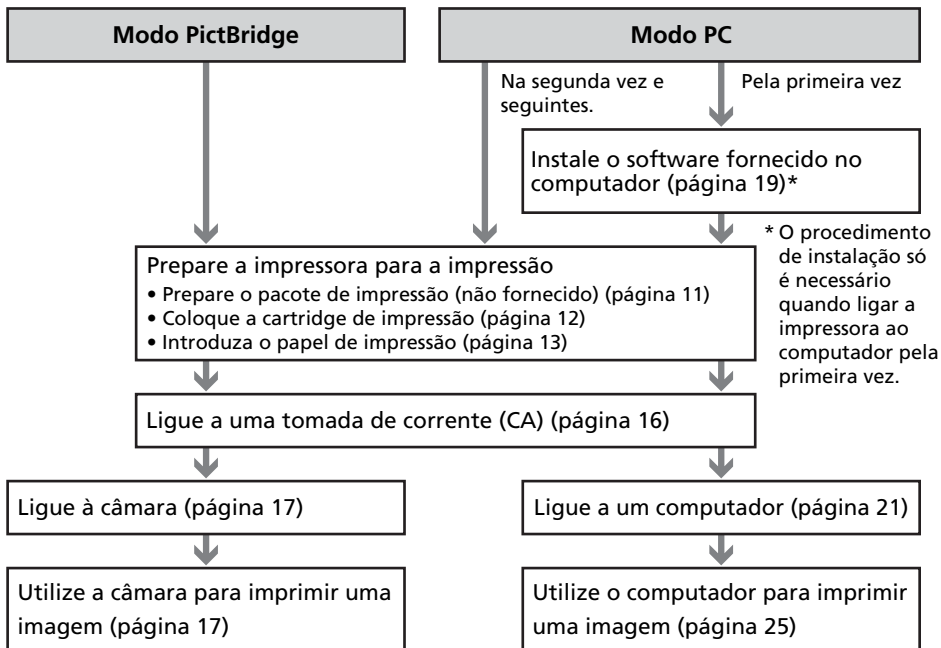 Modo PictBridge
Modo PC
Na segunda vez e
seguintes.
Pela primeira vez
Instale o software fornecido no
computador (página 19)*
* O procedimento
de instalação só
é necessário
quando ligar a
impressora ao
computador pela
primeira vez.
Prepare a impressora para a impressão
• Prepare o pacote de impressão (não fornecido) (página 11)
• Coloque a cartridge de impressão (página 12)
• Introduza o papel de impressão (página 13)
Ligue a uma tomada de corrente (CA) (página 16)
Ligue à câmara (página 17)
Ligue a um computador (página 21)
Utilize a câmara para imprimir uma
imagem (página 17)
Utilize o computador para imprimir
uma imagem (página 25)